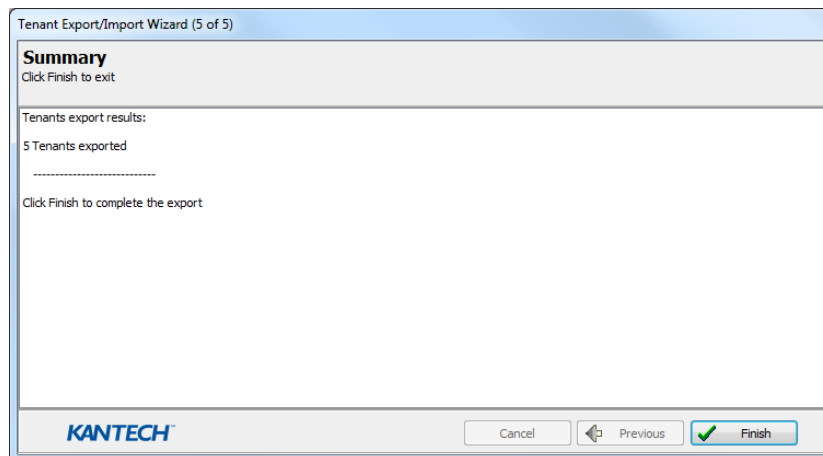 Tenant Export/Import Wizard (5 of 5)
Summary
Click Finish to exit
Tenants export results:
5 Tenants exported
----------------------------
Click Finish to complete the export
KANTECH™
Cancel Previous Finish